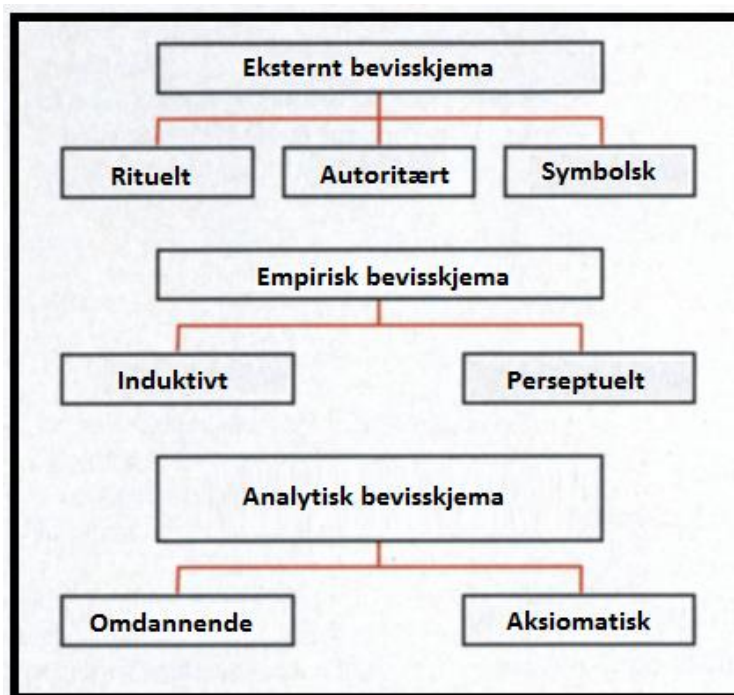 Eksternt bevisskjema
Rituelt
Autoritært
Symbolsk
Empirisk bevisskjema
Induktivt
Perseptuelt
Analytisk bevisskjema
Omdannende
Aksiomatisk